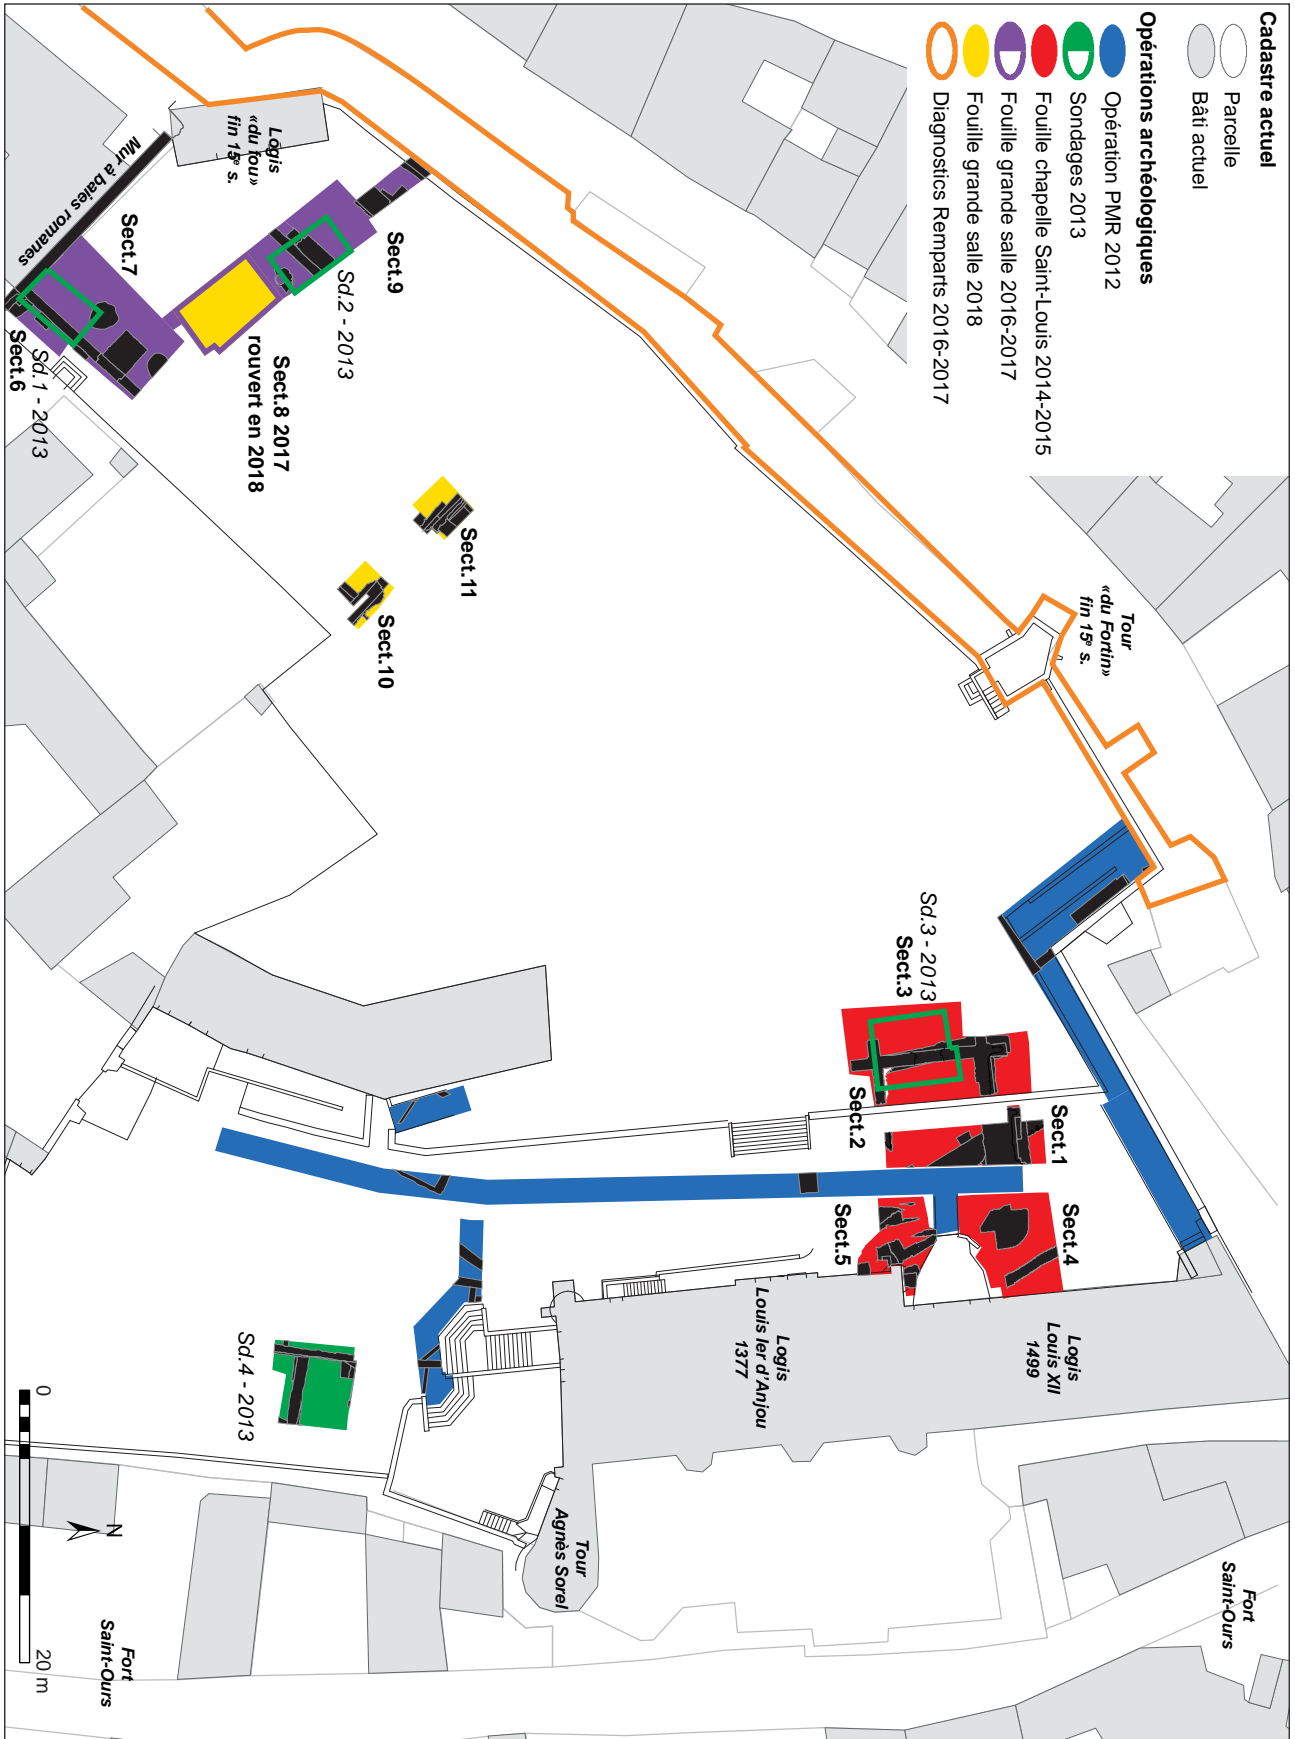 Cadastre actuel
Parcelle
Bâti actuel
Opérations archéologiques
Opération PMR 2012
Sondages 2013
Fouille chapelle Saint-Louis 2014-2015
Fouille grande salle 2016-2017
Fouille grande salle 2018
Diagnostics Remparts 2016-2017
Tour
«du Fortin»
fin 15e s.
Logis
«du fou»
fin 15e s.
Mur à baies romanes
Sect.9
Sd.2 - 2013
Sect.7
Sect.8 2017
rouvert en 2018
Sd.1 - 2013
Sect.6
Sect.11
Sect.10
Sd.3 - 2013
Sect.3
Sect.2
Sect.1
Sect.4
Sect.5
Logis
Louis XII
1499
Logis
Louis Ier d'Anjou
1377
Sd.4 - 2013
Tour
Agnès Sorel
Fort
Saint-Ours
Fort
Saint-Ours
N
0
20 m